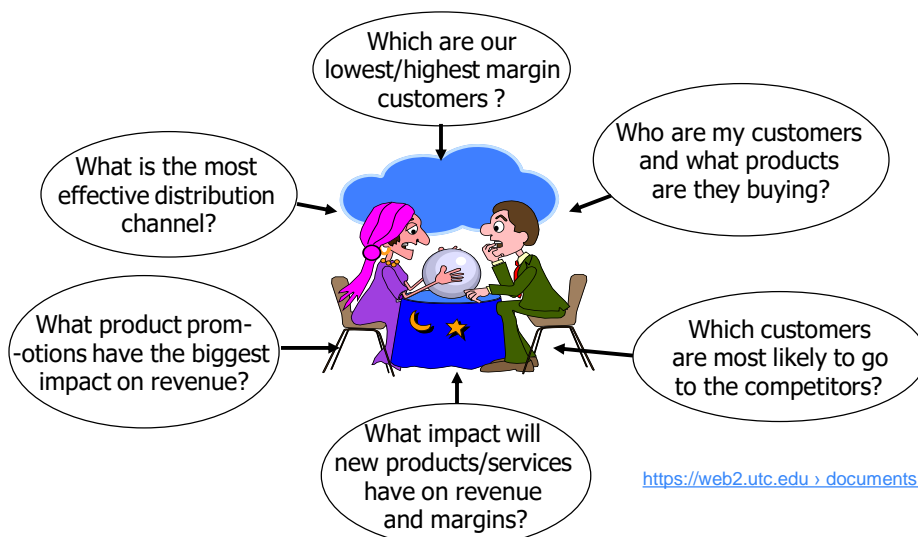 Which are our
lowest/highest margin
customers ?
Who are my customers
and what products
are they buying?
What is the most
effective distribution
channel?
What product prom-
-otions have the biggest
impact on revenue?
Which customers
are most likely to go
to the competitors?
What impact will
new products/services
have on revenue
and margins?
https://web2.utc.edu › documents